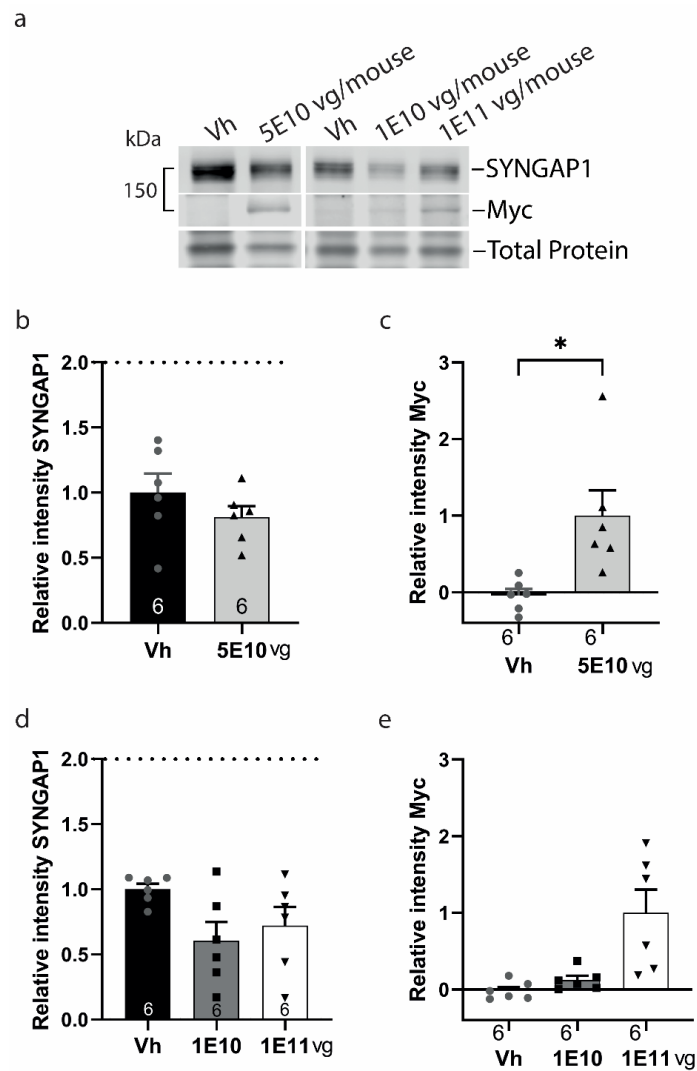 a
Vh
5E10 vg/mouse
Vh
1E10 vg/mouse
1E11 vg/mouse
kDa
150
SYNGAP1
Myc
Total Protein
b
Relative intensity SYNGAP1
2.0
1.5
1.0
0.5
0.0
6
6
Vh
5E10 vg
c
Relative intensity Myc
3
2
1
0
*
6
6
Vh
5E10 vg
d
Relative intensity SYNGAP1
2.0
1.5
1.0
0.5
0.0
6
6
6
Vh
1E10
1E11 vg
e
Relative intensity Myc
3
2
1
0
6
6
6
Vh
1E10
1E11 vg